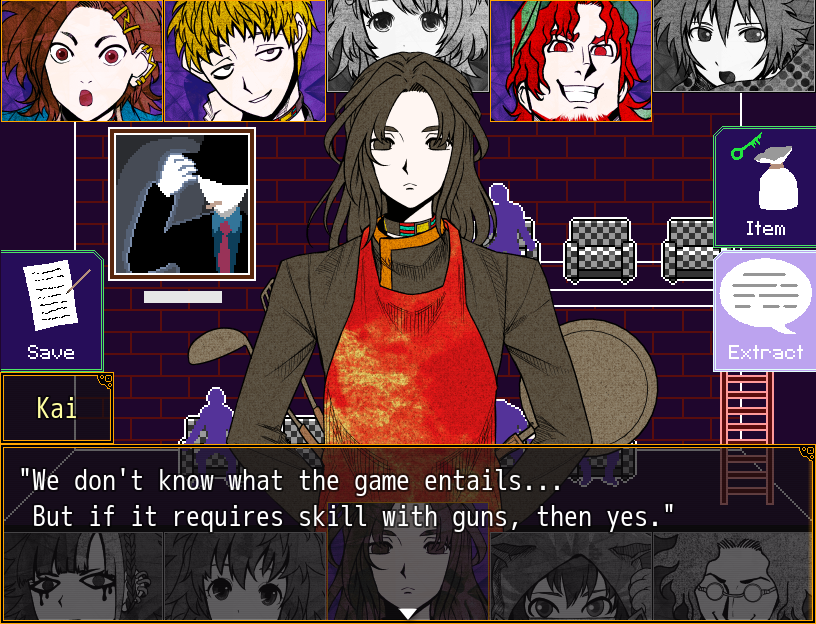 Item
Save
Extract
Kai
"We don't know what the game entails...
But if it requires skill with guns, then yes."